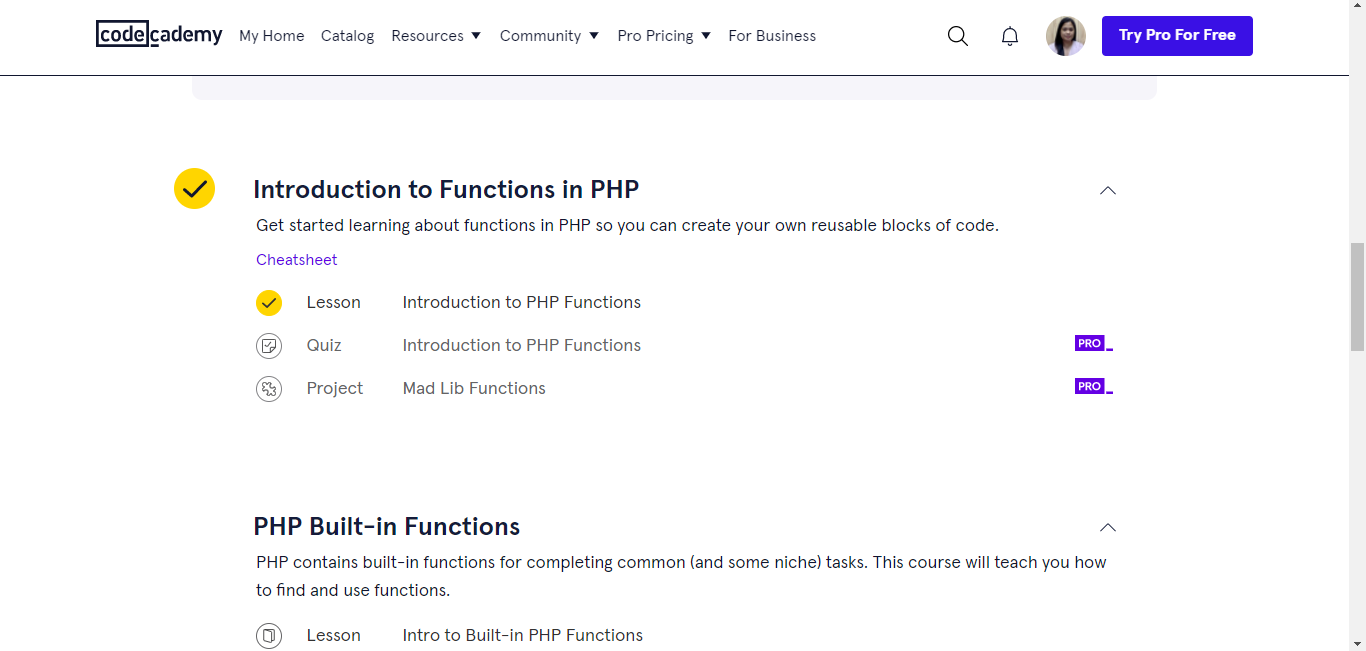 codecademy My Home Catalog Resources Community Pro Pricing For Business Try Pro For Free
Introduction to Functions in PHP
Get started learning about functions in PHP so you can create your own reusable blocks of code.
Cheatsheet
Lesson Introduction to PHP Functions
Quiz Introduction to PHP Functions PRO
Project Mad Lib Functions PRO
PHP Built-in Functions
PHP contains built-in functions for completing common (and some niche) tasks. This course will teach you how
to find and use functions.
Lesson Intro to Built-in PHP Functions